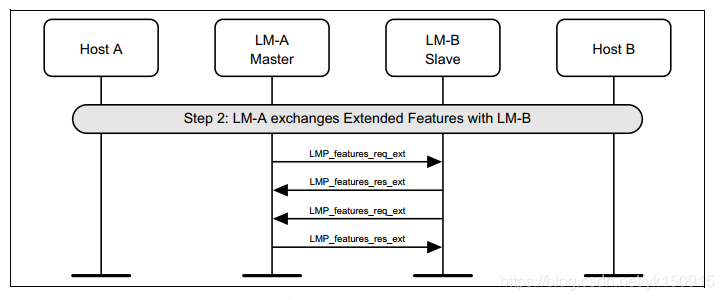 Host A
LM-A
Master
LM-B
Slave
Host B
Step 2: LM-A exchanges Extended Features with LM-B
LMP_features_req_ext
LMP_features_res_ext
LMP_features_req_ext
LMP_features_res_ext
https://blog.csdn.net/yk150915